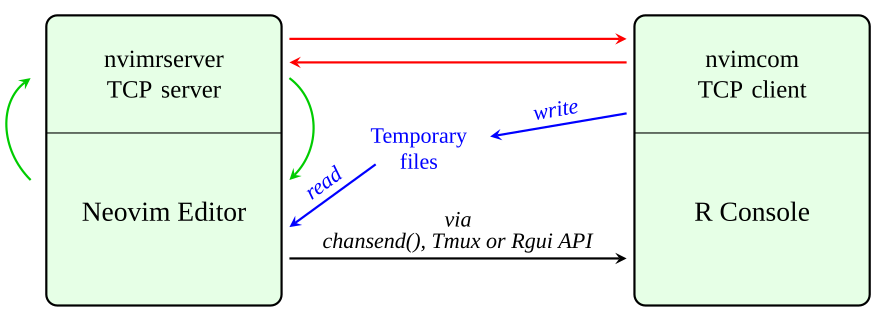 nvimrserver
TCP server
nvimcom
TCP client
write
Temporary
files
read
Neovim Editor
R Console
via
chansend(), Tmux or Rgui API